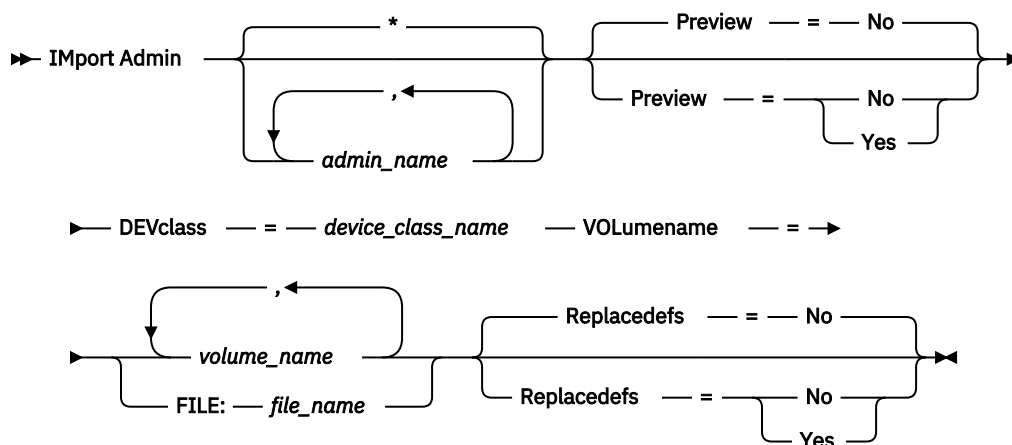 *
Preview = No
IMport Admin
,
admin_name
Preview = No
Yes
DEVclass = device_class_name VOLumename =
,
volume_name
FILE: file_name
Replacedefs = No
Replacedefs = No
Yes